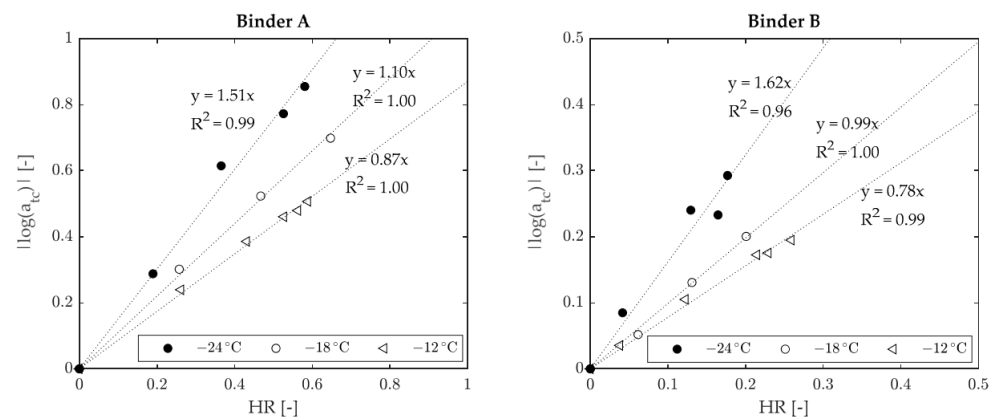 Binder A
1
0.8
0.6
0.4
0.2
0
|log(a_tc)| [-]
y = 1.51x
R² = 0.99
y = 1.10x
R² = 1.00
y = 0.87x
R² = 1.00
−24°C −18°C −12°C
0 0.2 0.4 0.6 0.8 1
HR [-]
Binder B
0.5
0.4
0.3
0.2
0.1
0
|log(a_tc)| [-]
y = 1.62x
R² = 0.96
y = 0.99x
R² = 1.00
y = 0.78x
R² = 0.99
−24°C −18°C −12°C
0 0.1 0.2 0.3 0.4 0.5
HR [-]